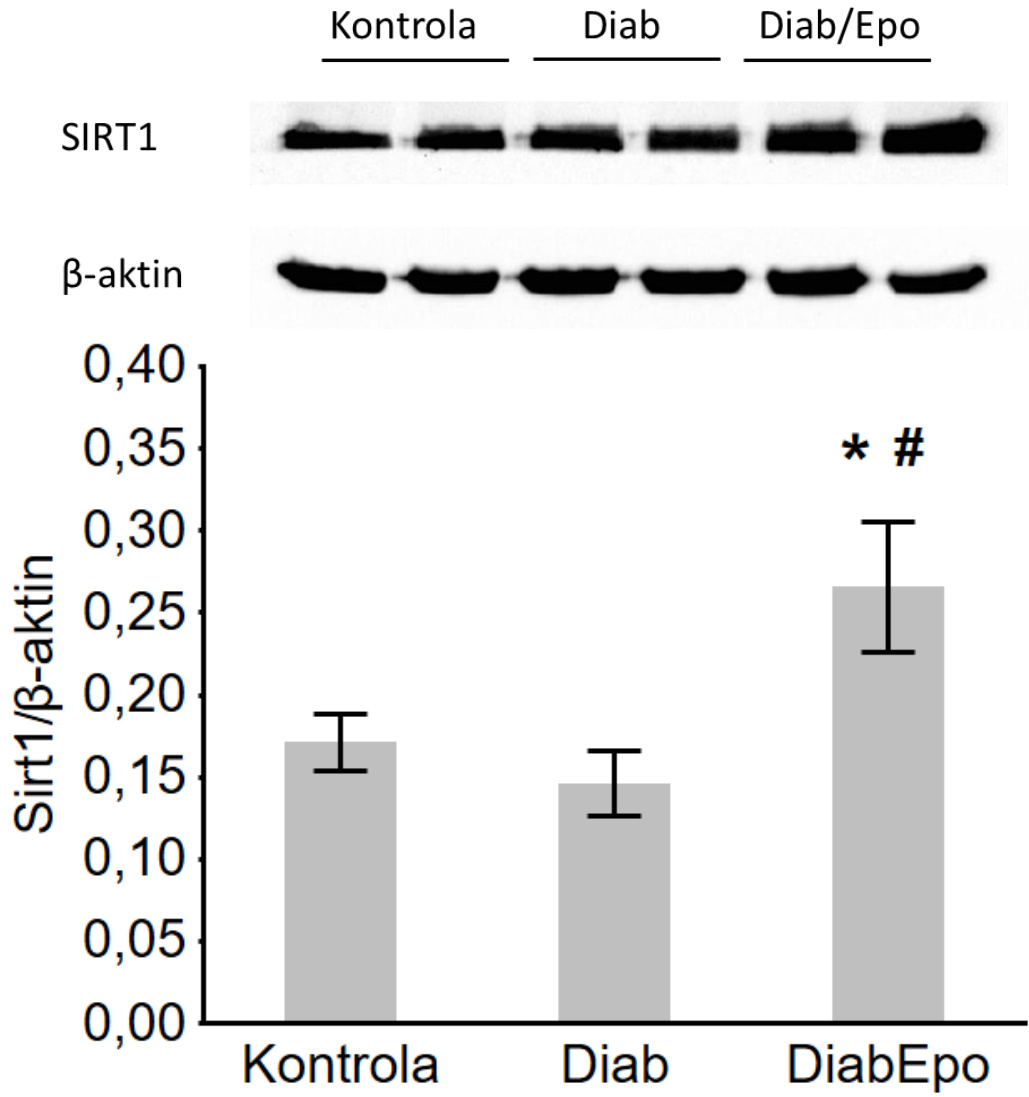 Kontrola Diab Diab/Epo
SIRT1
β-aktin
0,40
0,35
* #
0,30
0,25
0,20
0,15
0,10
0,05
0,00
Sirt1/β-aktin
Kontrola Diab DiabEpo